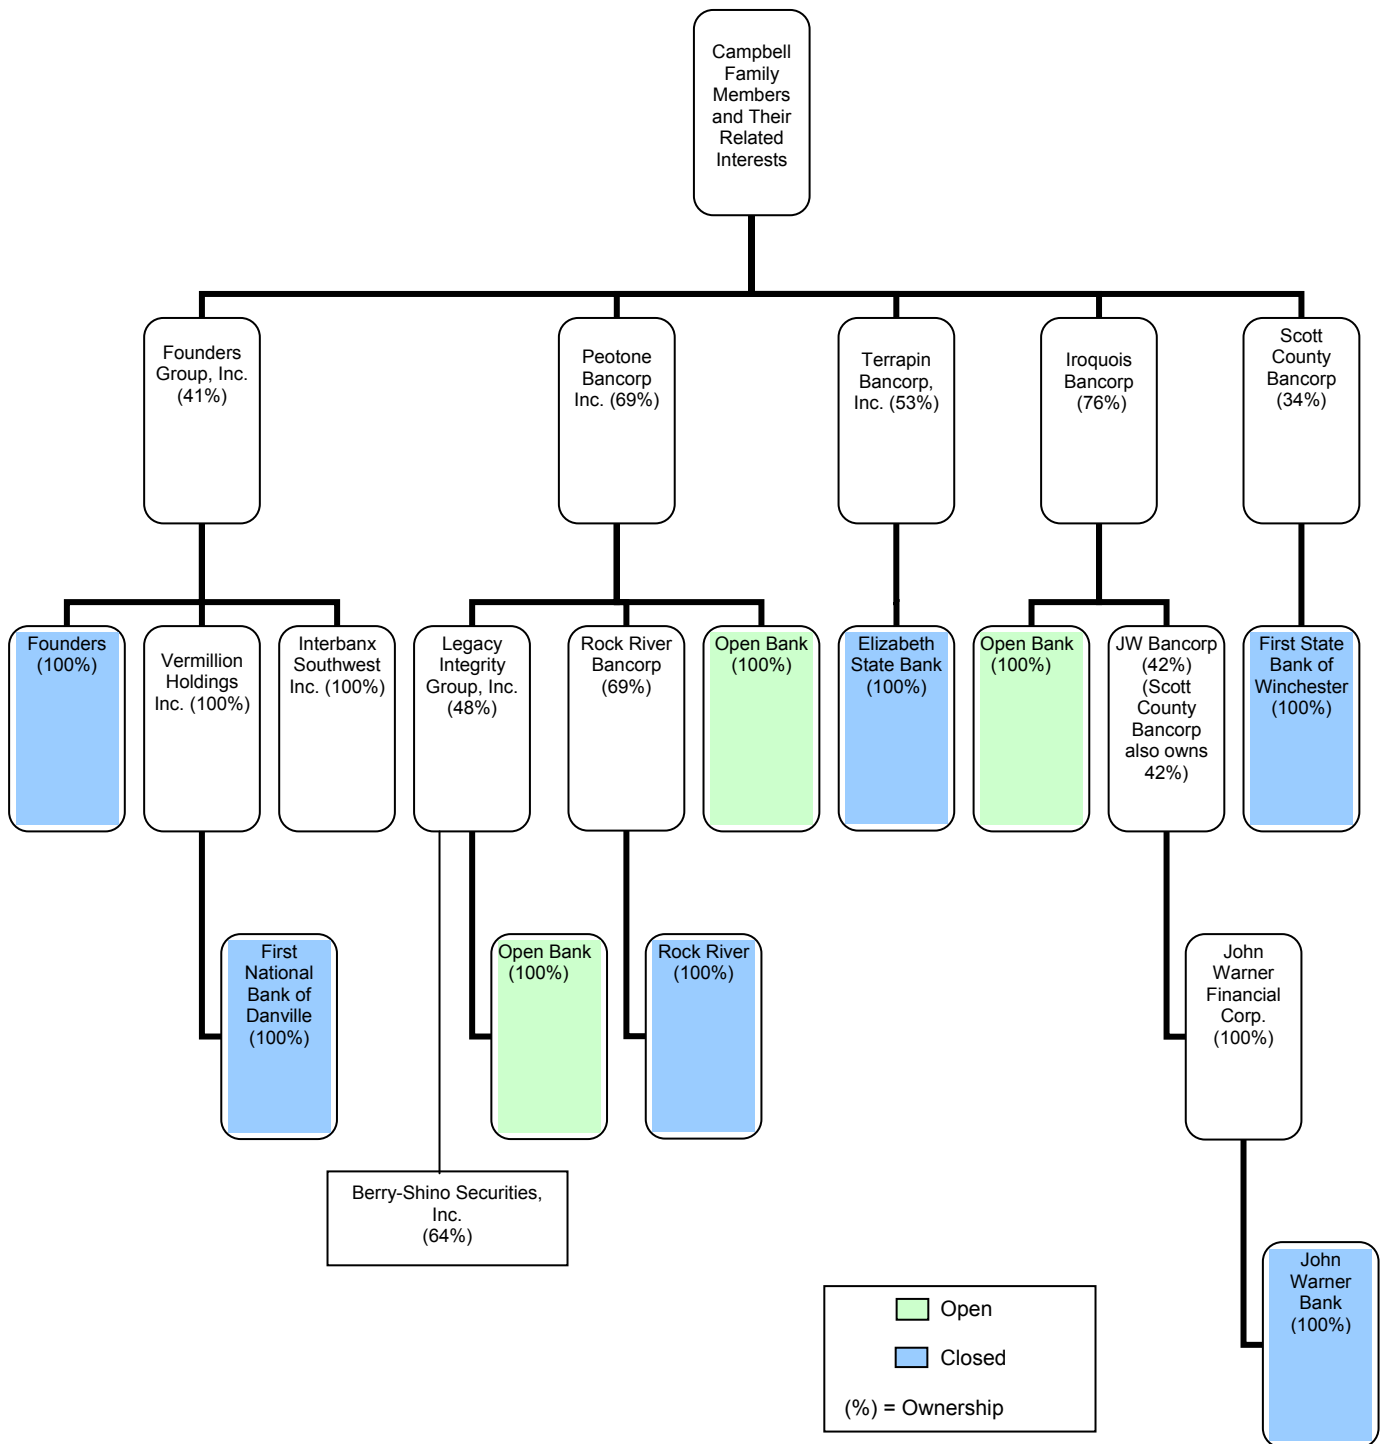 Campbell
Family
Members
and Their
Related
Interests
Founders
Group, Inc.
(41%)
Peotone
Bancorp
Inc. (69%)
Terrapin
Bancorp,
Inc. (53%)
Iroquois
Bancorp
(76%)
Scott
County
Bancorp
(34%)
Founders
(100%)
Vermillion
Holdings
Inc. (100%)
Interbanx
Southwest
Inc. (100%)
Legacy
Integrity
Group, Inc.
(48%)
Rock River
Bancorp
(69%)
Open Bank
(100%)
Elizabeth
State Bank
(100%)
Open Bank
(100%)
JW Bancorp
(42%)
(Scott
County
Bancorp
also owns
42%)
First State
Bank of
Winchester
(100%)
First
National
Bank of
Danville
(100%)
Open Bank
(100%)
Rock River
(100%)
John
Warner
Financial
Corp.
(100%)
Berry-Shino Securities,
Inc.
(64%)
John
Warner
Bank
(100%)
Open
Closed
(%) = Ownership